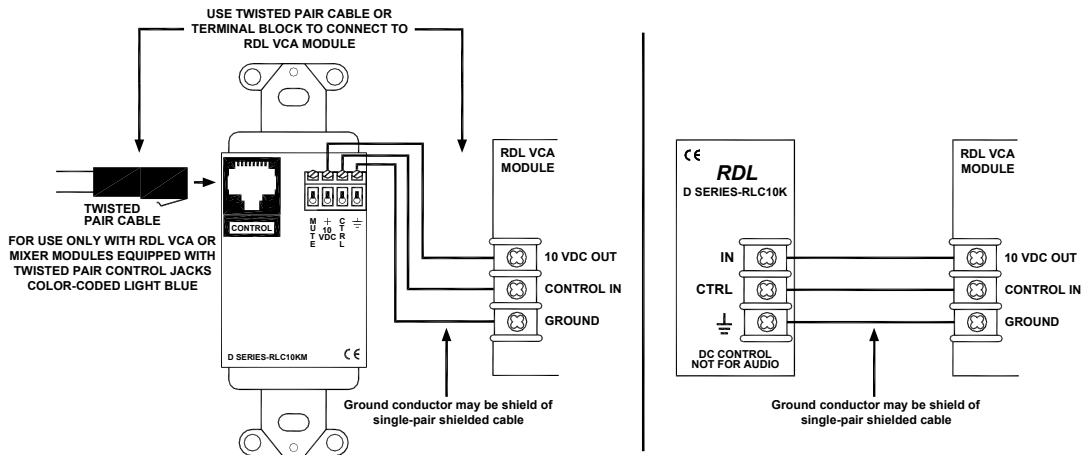 USE TWISTED PAIR CABLE OR
TERMINAL BLOCK TO CONNECT TO
RDL VCA MODULE
TWISTED
PAIR CABLE
FOR USE ONLY WITH RDL VCA OR
MIXER MODULES EQUIPPED WITH
TWISTED PAIR CONTROL JACKS
COLOR-CODED LIGHT BLUE
CONTROL
MUTE
+
10
VDC
CTRL
D SERIES-RLC10KM
CE
RDL VCA
MODULE
10 VDC OUT
CONTROL IN
GROUND
Ground conductor may be shield of
single-pair shielded cable
CE
RDL
D SERIES-RLC10K
IN
CTRL
DC CONTROL
NOT FOR AUDIO
RDL VCA
MODULE
10 VDC OUT
CONTROL IN
GROUND
Ground conductor may be shield of
single-pair shielded cable